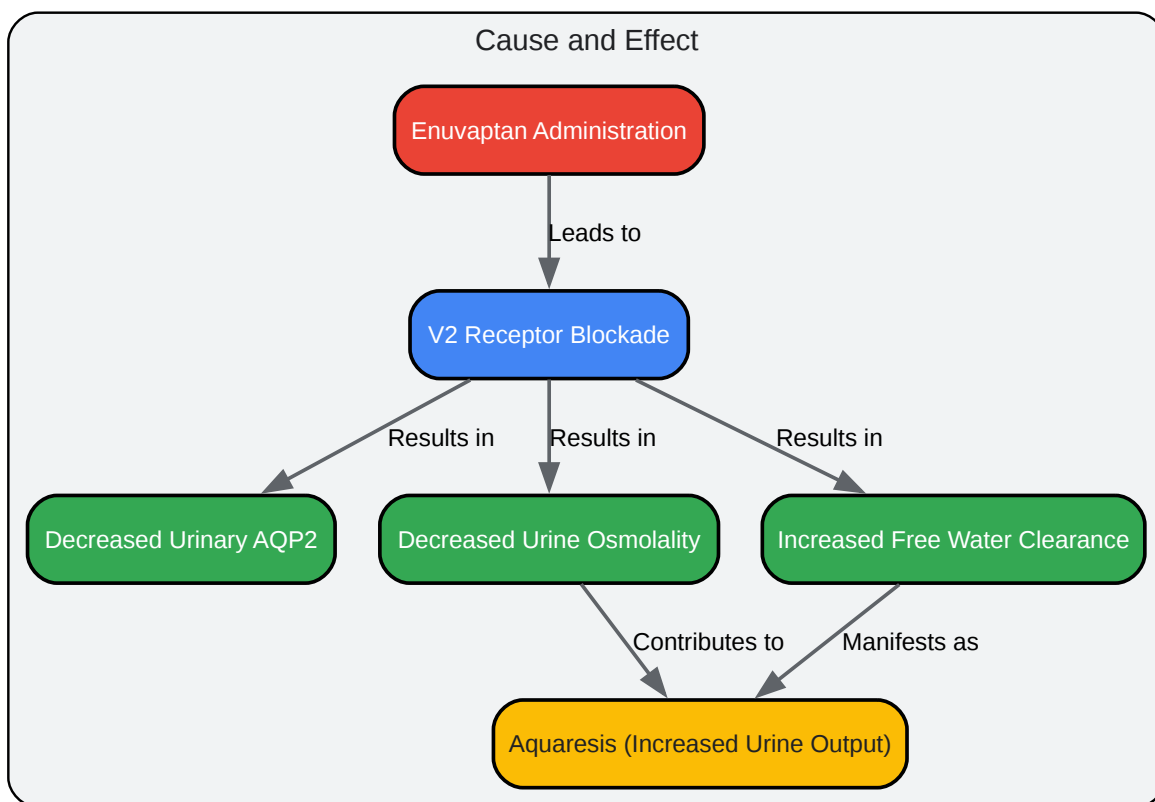 Cause and Effect
Enuvaptan Administration
Leads to
V2 Receptor Blockade
Results in
Results in
Results in
Decreased Urinary AQP2
Decreased Urine Osmolality
Increased Free Water Clearance
Contributes to
Manifests as
Aquaresis (Increased Urine Output)